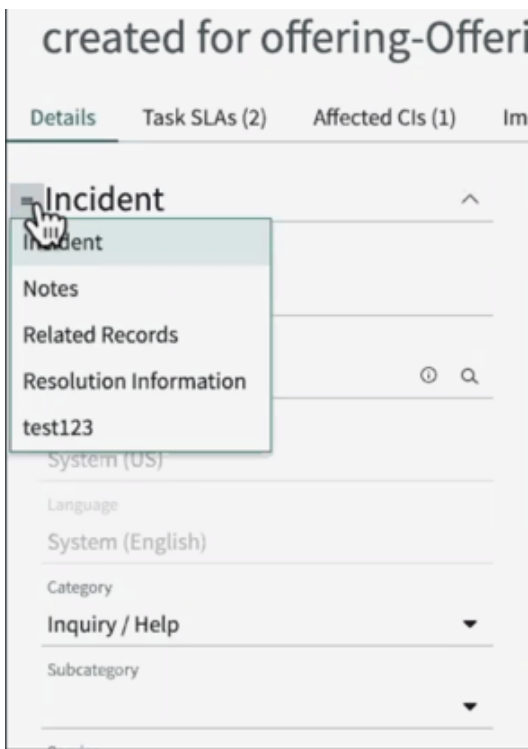 created for offering-Offeri
Details Task SLAs (2) Affected CIs (1) Im
Incident
Incident
Notes
Related Records
Resolution Information
test123
System (US)
Language
System (English)
Category
Inquiry / Help
Subcategory